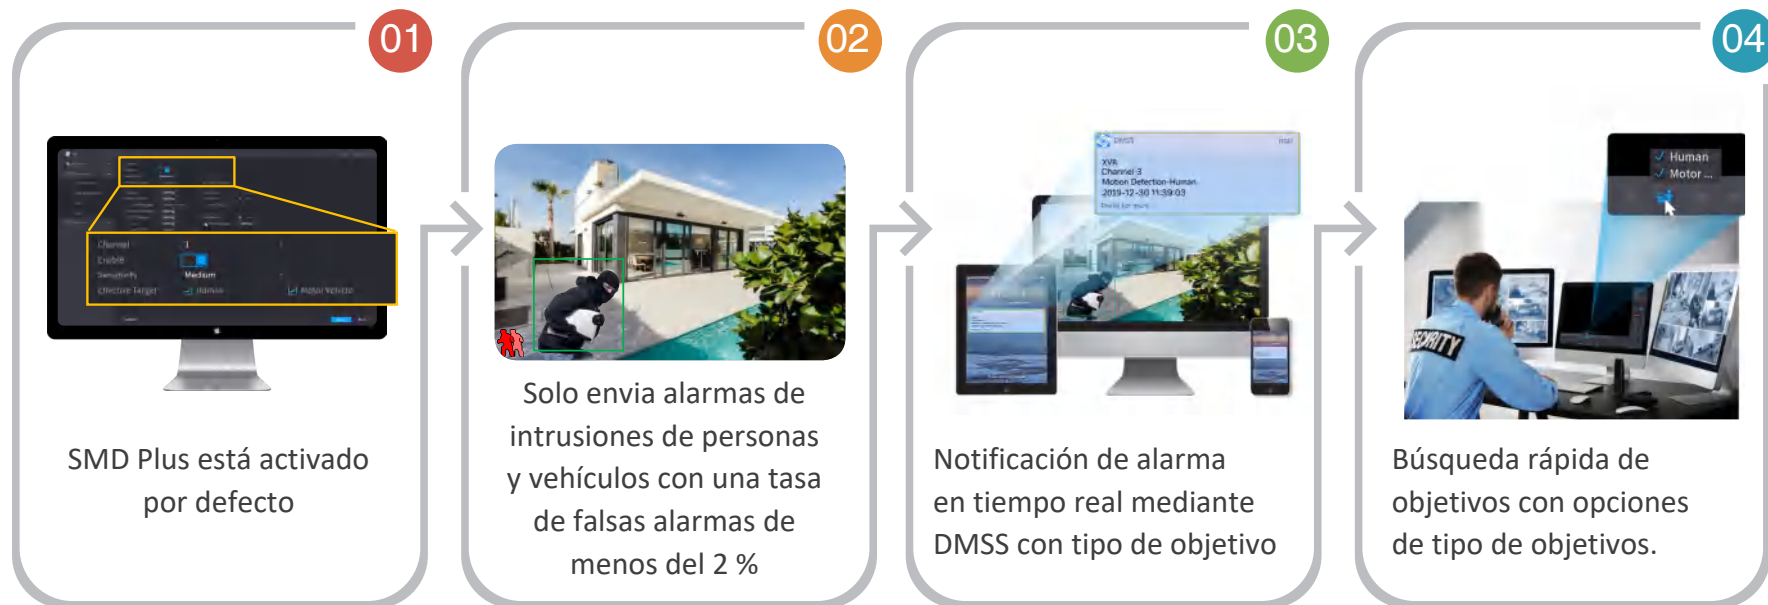 01
SMD Plus está activado
por defecto
Channel 1
Enable
Sensitivity Medium
Effective Target Human Motor Vehicle
02
Solo envia alarmas de
intrusiones de personas
y vehículos con una tasa
de falsas alarmas de
menos del 2 %
03
DMSS now
XVR
Channel 3
Motion Detection-Human
2019-12-30 11:39:03
Notificación de alarma
en tiempo real mediante
DMSS con tipo de objetivo
04
Human
Motor ...
SECURITY
Búsqueda rápida de
objetivos con opciones
de tipo de objetivos.